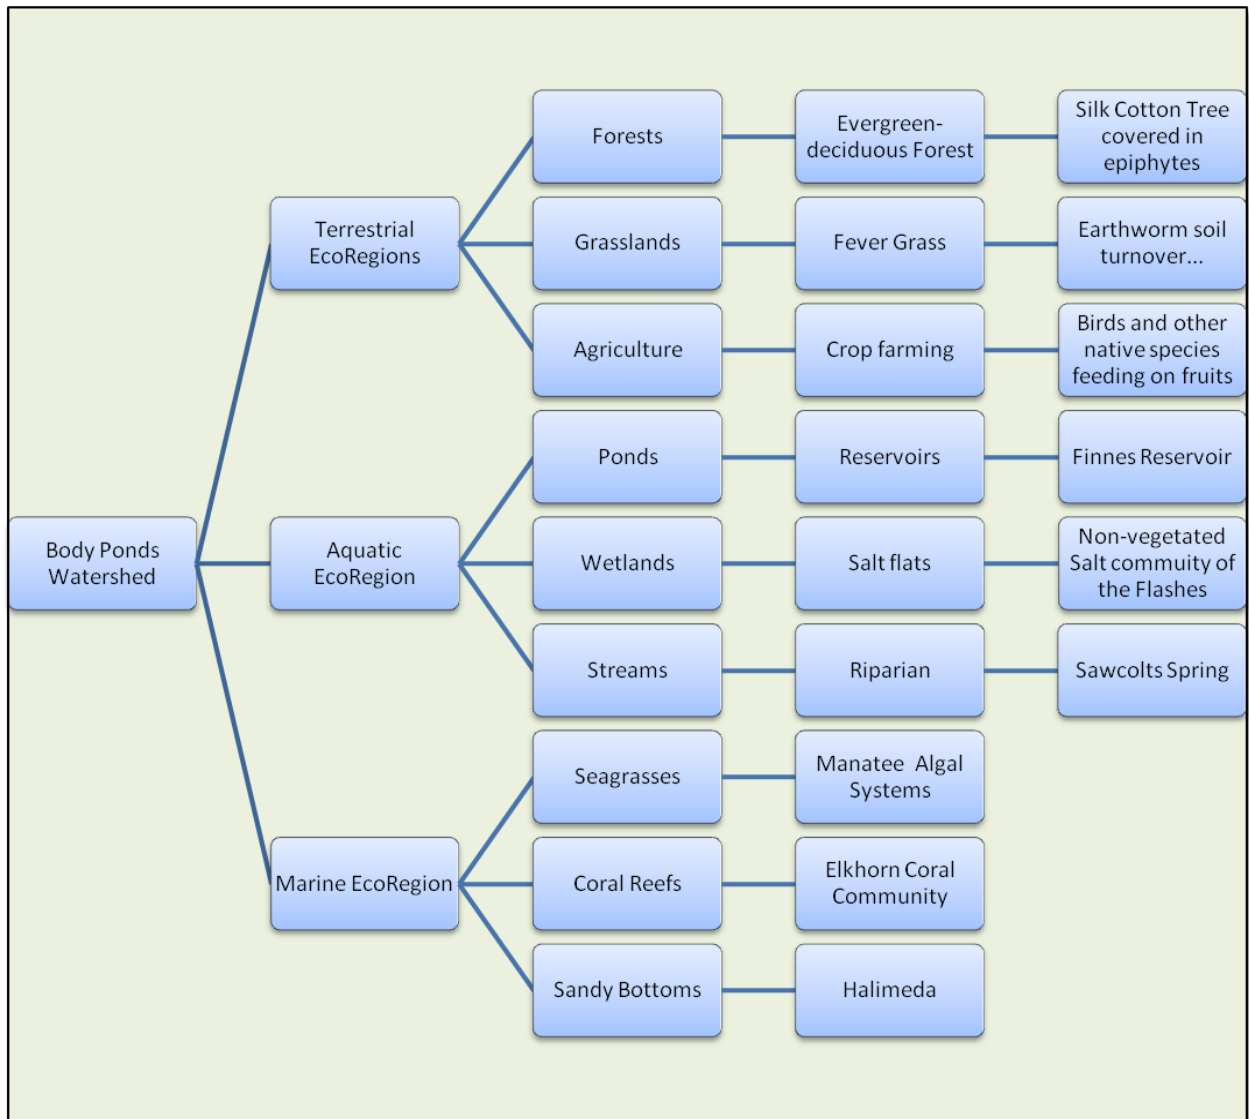 Body Ponds
Watershed
Terrestrial
EcoRegions
Forests
Evergreen-
deciduous Forest
Silk Cotton Tree
covered in
epiphytes
Grasslands
Fever Grass
Earthworm soil
turnover...
Agriculture
Crop farming
Birds and other
native species
feeding on fruits
Aquatic
EcoRegion
Ponds
Reservoirs
Finnes Reservoir
Wetlands
Salt flats
Non-vegetated
Salt commuity of
the Flashes
Streams
Riparian
Sawcolts Spring
Marine EcoRegion
Seagrasses
Manatee Algal
Systems
Coral Reefs
Elkhorn Coral
Community
Sandy Bottoms
Halimeda